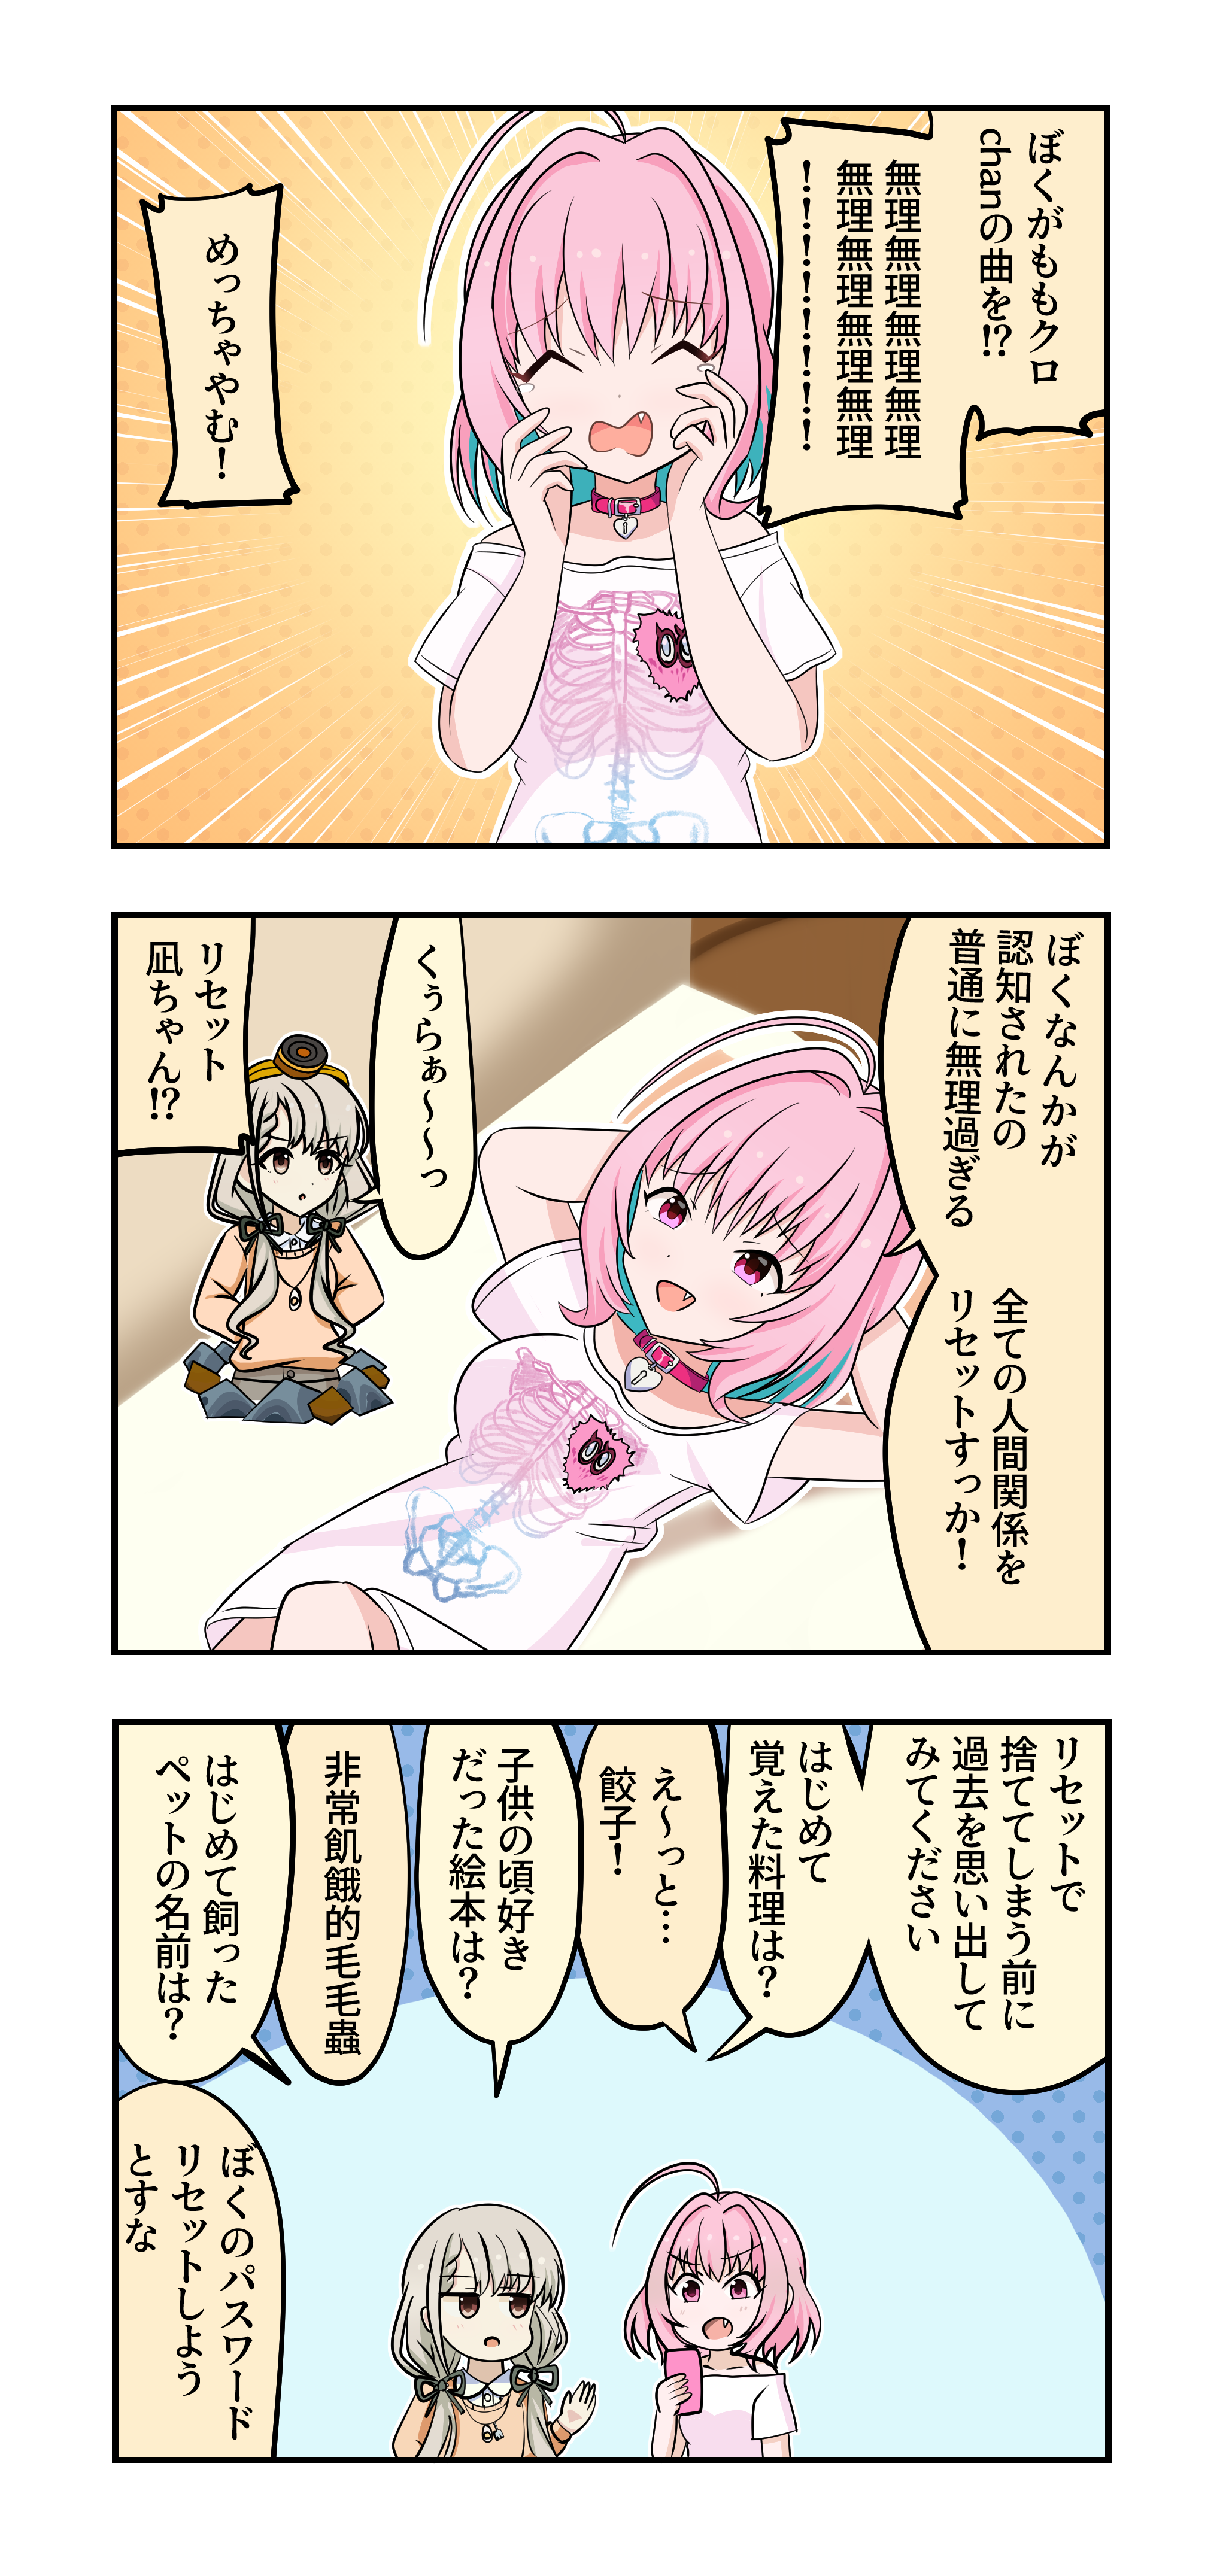 ぼくがももクロ
chanの曲を!?
無理無理無理無理
無理無理無理無理
！！！！！！！！
めっちゃやむ！
ぼくなんかが
認知されたの
普通に無理過ぎる
全ての人間関係を
リセットすっか！
くぅらぁ～～～っ
リセット
凪ちゃん!?
リセットで
捨ててしまう前に
過去を思い出して
みてください
はじめて
覚えた料理は？
え～っと…
餃子！
子供の頃好き
だった絵本は？
非常飢餓的毛毛蟲
はじめて飼った
ペットの名前は？
ぼくのパスワード
リセットしよう
とすな